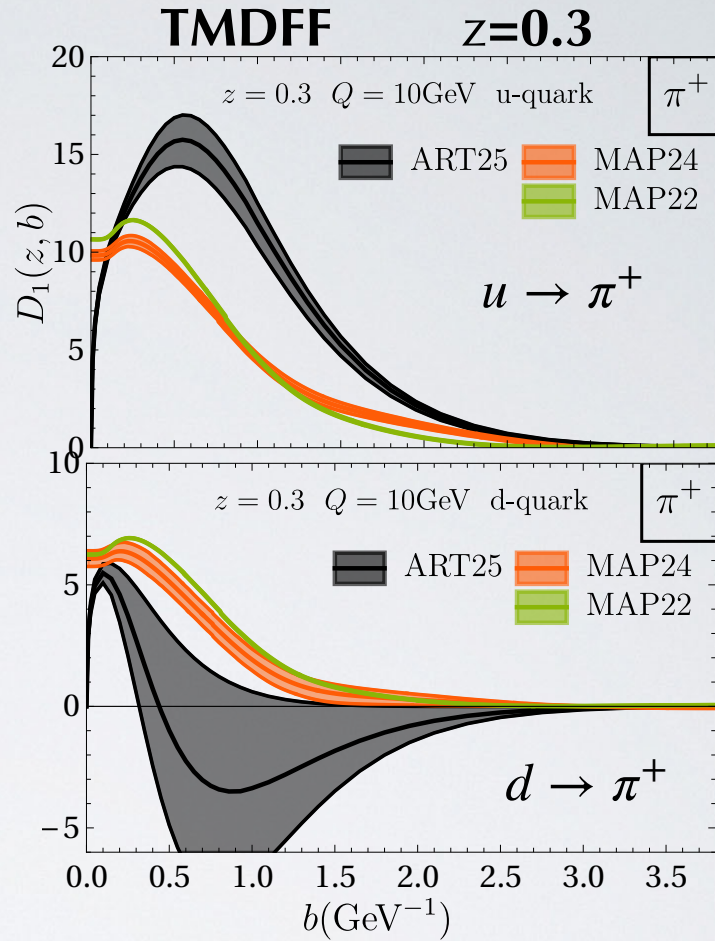 TMDFF z=0.3
20
z = 0.3 Q = 10GeV u-quark
π⁺
ART25 MAP24
MAP22
15
10
5
0
D₁(z, b)
u → π⁺
10
z = 0.3 Q = 10GeV d-quark
π⁺
ART25 MAP24
MAP22
5
0
−5
d → π⁺
0.0 0.5 1.0 1.5 2.0 2.5 3.0 3.5
b(GeV⁻¹)